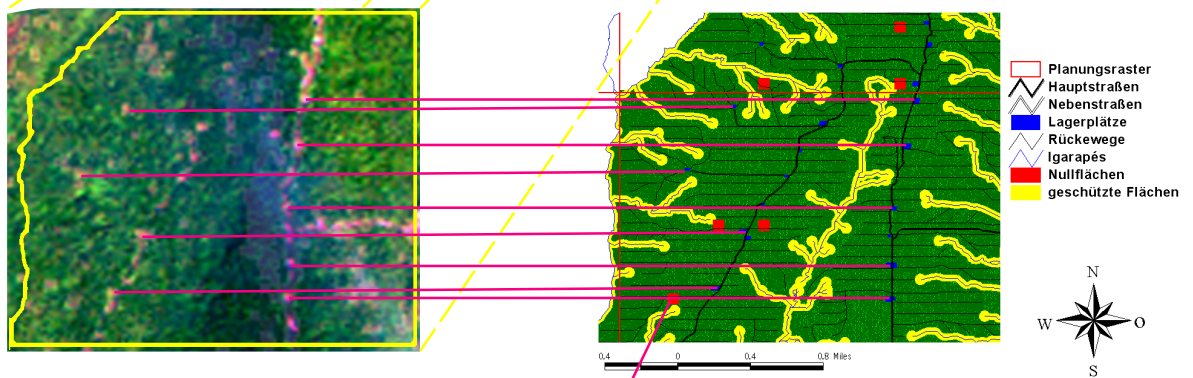 Planungsraster
Hauptstraßen
Nebenstraßen
Lagerplätze
Rückewege
Igarapés
Nullflächen
geschützte Flächen
N
W O
S
0.4 0 0.4 0.8 Miles